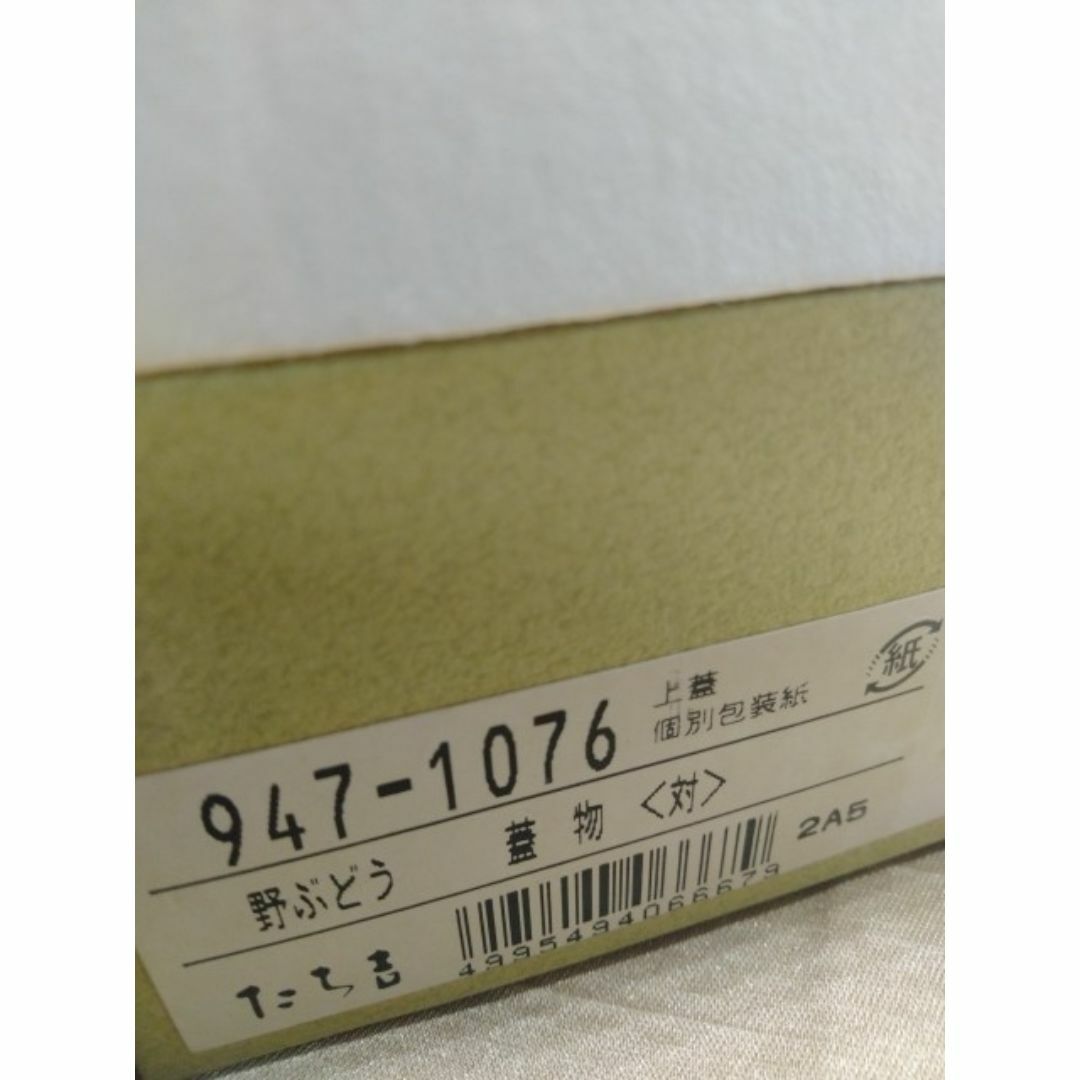 947-1076
上蓋
個別包装紙
紙
野ぶどう 蓋物〈対〉
たち吉
4995494066679
2A5